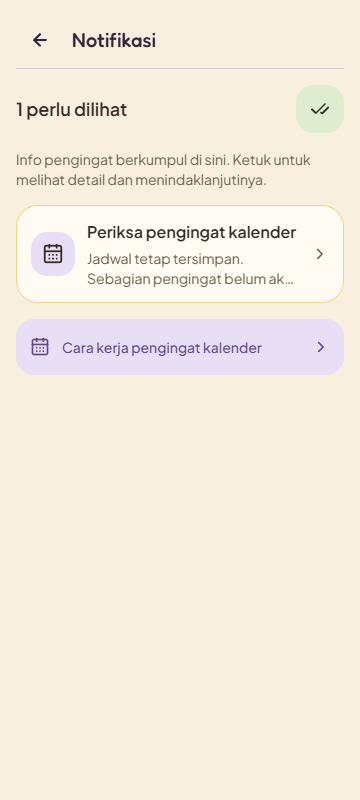 Notifikasi
1 perlu dilihat
Info pengingat berkumpul di sini. Ketuk untuk
melihat detail dan menindaklanjutinya.
Periksa pengingat kalender
Jadwal tetap tersimpan.
Sebagian pengingat belum ak…
Cara kerja pengingat kalender